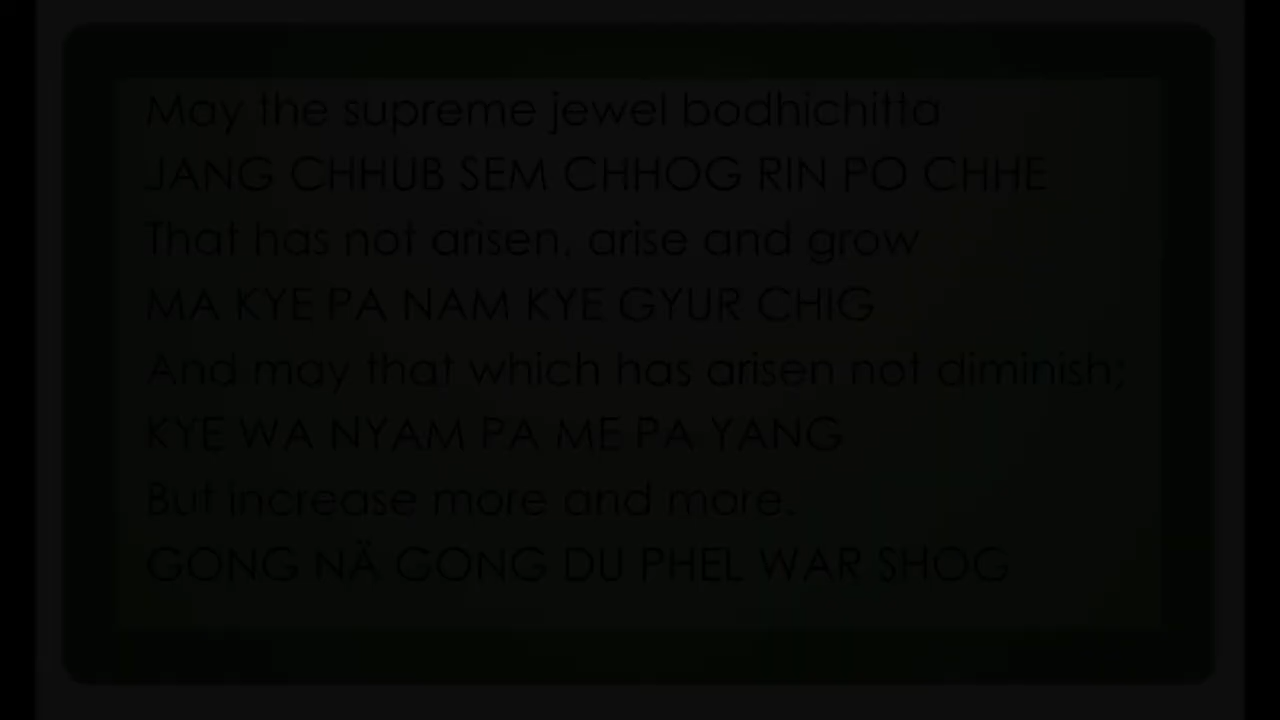 May the supreme jewel bodhichitta
JANG CHHUB SEM CHHOG RIN PO CHHE
That has not arisen, arise and grow
MA KYE PA NAM KYE GYUR CHIG
And may that which has arisen not diminish;
KYE WA NYAM PA ME PA YANG
But increase more and more.
GONG NÄ GONG DU PHEL WAR SHOG